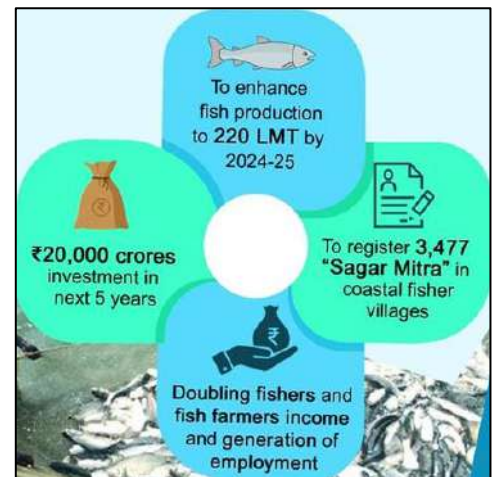 To enhance
fish production
to 220 LMT by
2024-25
₹20,000 crores
investment in
next 5 years
To register 3,477
"Sagar Mitra" in
coastal fisher
villages
Doubling fishers and
fish farmers income
and generation of
employment